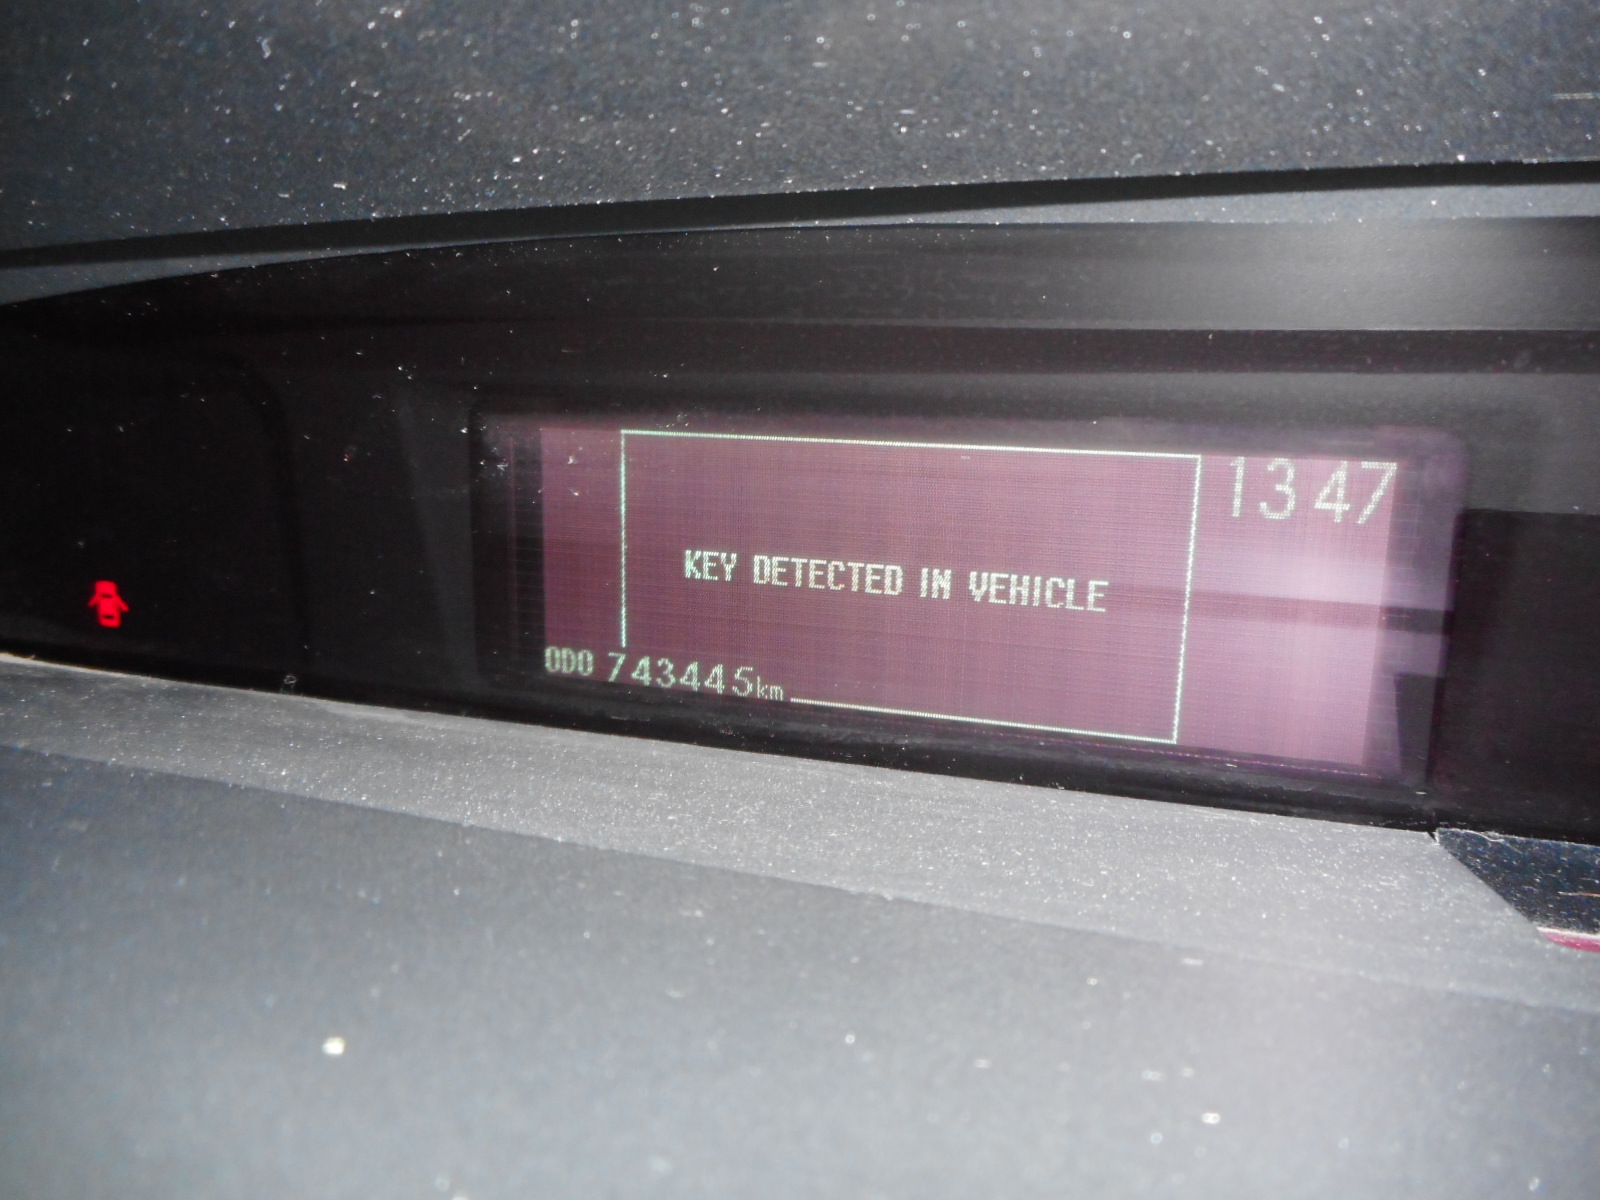 13 47
KEY DETECTED IN VEHICLE
ODO 743445km